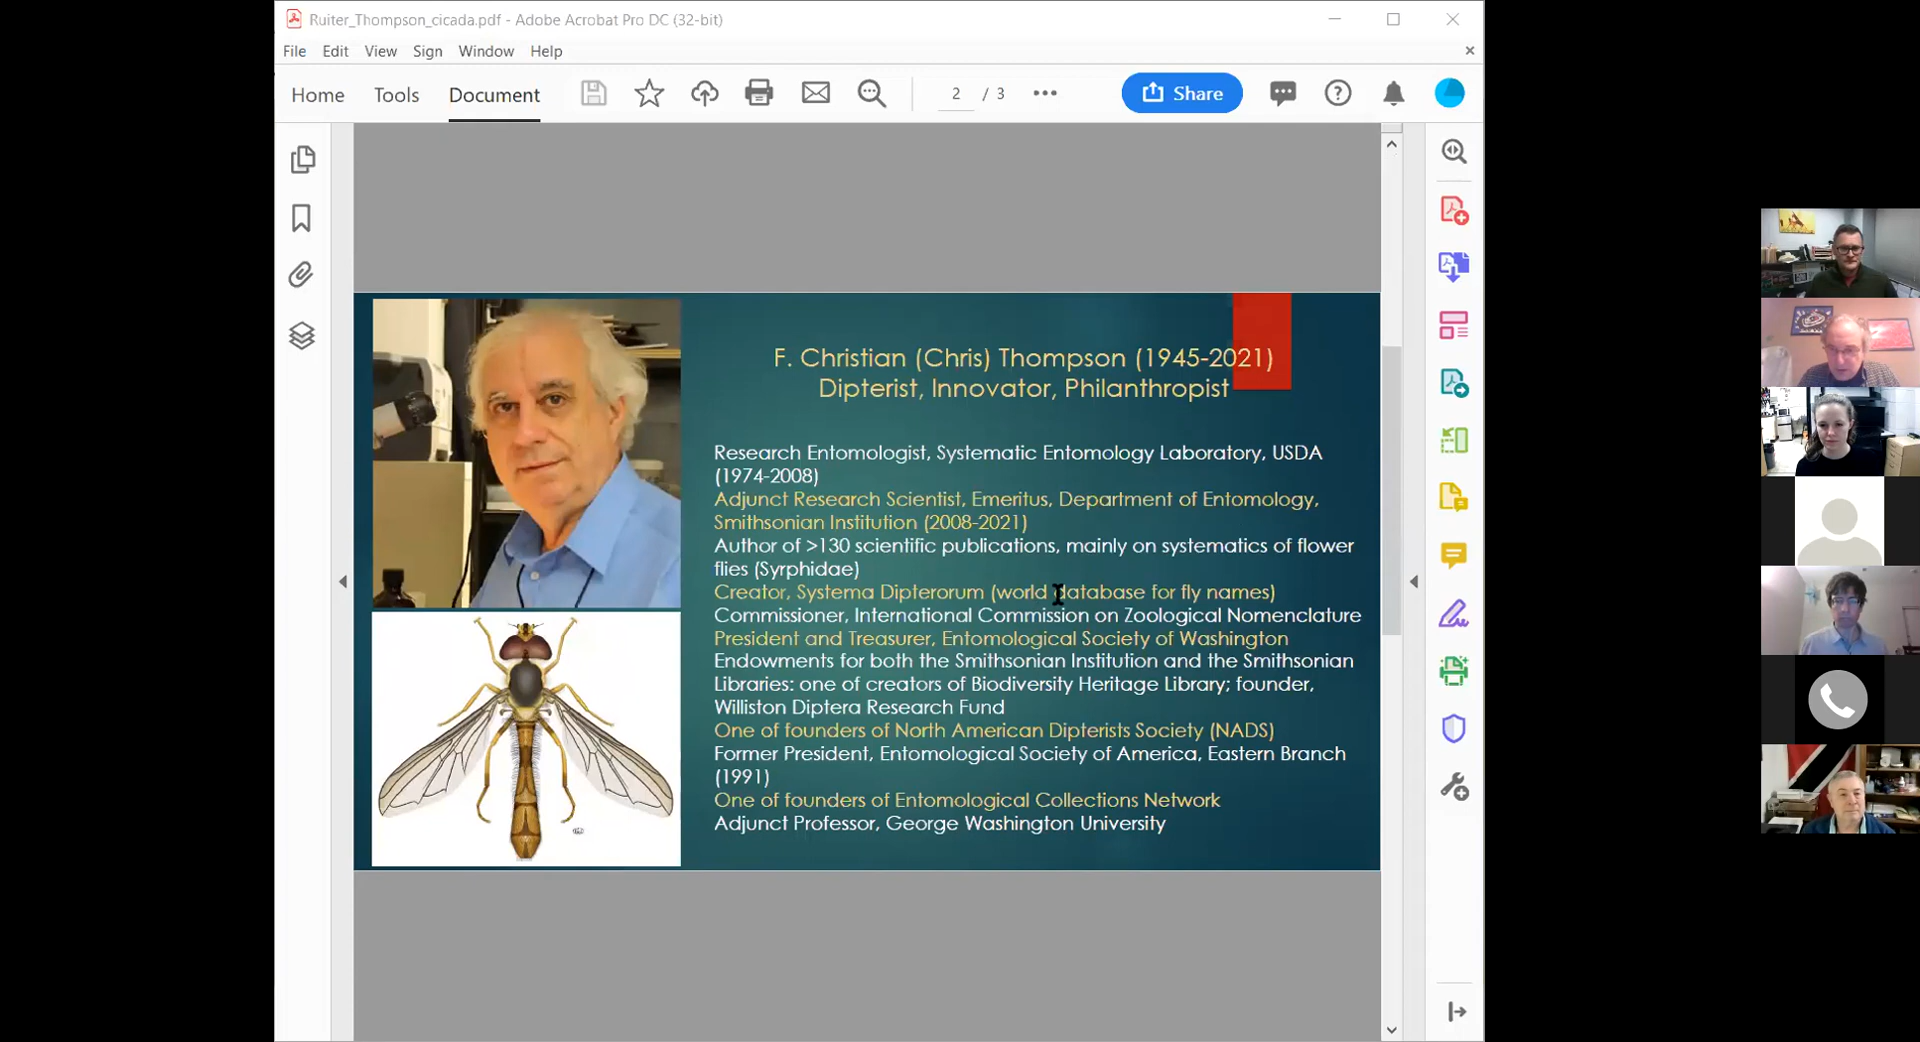 Ruiter_Thompson_cicada.pdf - Adobe Acrobat Pro DC (32-bit)
File Edit View Sign Window Help
Home Tools Document 2 / 3 Share
F. Christian (Chris) Thompson (1945-2021)
Dipterist, Innovator, Philanthropist
Research Entomologist, Systematic Entomology Laboratory, USDA
(1974-2008)
Adjunct Research Scientist, Emeritus, Department of Entomology,
Smithsonian Institution (2008-2021)
Author of >130 scientific publications, mainly on systematics of flower
flies (Syrphidae)
Creator, Systema Dipterorum (world database for fly names)
Commissioner, International Commission on Zoological Nomenclature
President and Treasurer, Entomological Society of Washington
Endowments for both the Smithsonian Institution and the Smithsonian
Libraries: one of creators of Biodiversity Heritage Library; founder,
Williston Diptera Research Fund
One of founders of North American Dipterists Society (NADS)
Former President, Entomological Society of America, Eastern Branch
(1991)
One of founders of Entomological Collections Network
Adjunct Professor, George Washington University